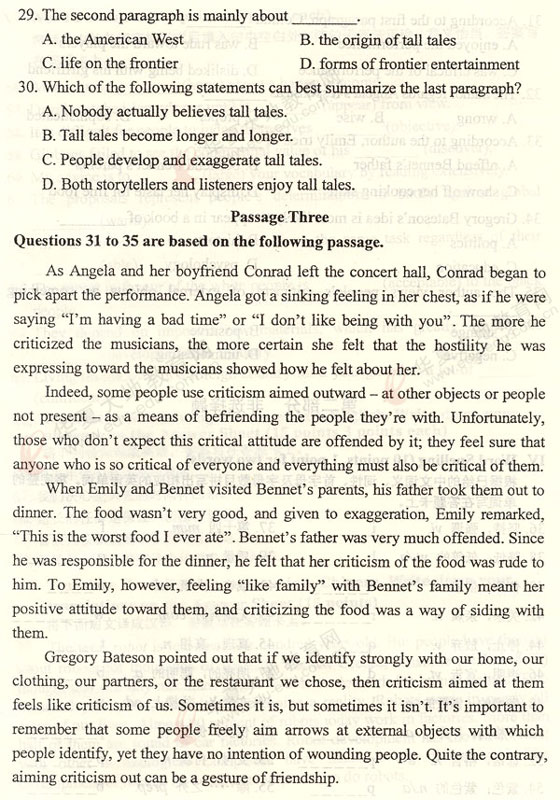 29. The second paragraph is mainly about ________.
A. the American West B. the origin of tall tales
C. life on the frontier D. forms of frontier entertainment
30. Which of the following statements can best summarize the last paragraph?
A. Nobody actually believes tall tales.
B. Tall tales become longer and longer.
C. People develop and exaggerate tall tales.
D. Both storytellers and listeners enjoy tall tales.
Passage Three
Questions 31 to 35 are based on the following passage.
As Angela and her boyfriend Conrad left the concert hall, Conrad began to
pick apart the performance. Angela got a sinking feeling in her chest, as if he were
saying “I’m having a bad time” or “I don’t like being with you”. The more he
criticized the musicians, the more certain she felt that the hostility he was
expressing toward the musicians showed how he felt about her.
Indeed, some people use criticism aimed outward – at other objects or people
not present – as a means of befriending the people they’re with. Unfortunately,
those who don’t expect this critical attitude are offended by it; they feel sure that
anyone who is so critical of everyone and everything must also be critical of them.
When Emily and Bennet visited Bennet’s parents, his father took them out to
dinner. The food wasn’t very good, and given to exaggeration, Emily remarked,
“This is the worst food I ever ate”. Bennet’s father was very much offended. Since
he was responsible for the dinner, he felt that her criticism of the food was rude to
him. To Emily, however, feeling “like family” with Bennet’s family meant her
positive attitude toward them, and criticizing the food was a way of siding with
them.
Gregory Bateson pointed out that if we identify strongly with our home, our
clothing, our partners, or the restaurant we chose, then criticism aimed at them
feels like criticism of us. Sometimes it is, but sometimes it isn’t. It’s important to
remember that some people freely aim arrows at external objects with which
people identify, yet they have no intention of wounding people. Quite the contrary,
aiming criticism out can be a gesture of friendship.